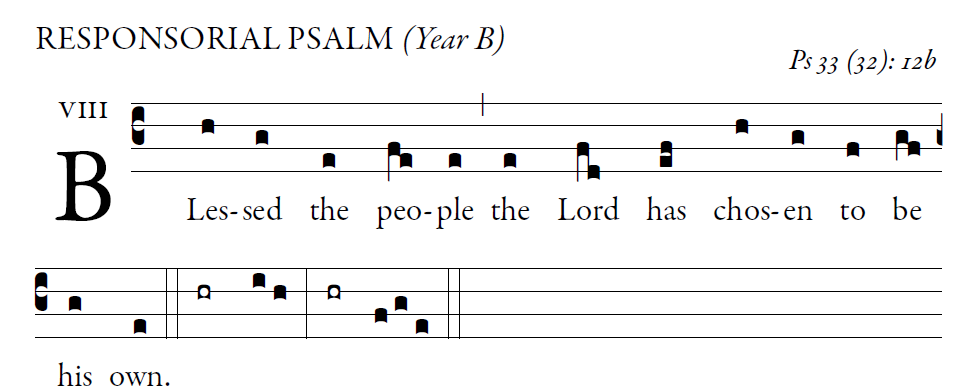 RESPONSORIAL PSALM (Year B)
Ps 33 (32): 12b
VIII
B
Les- sed the peo- ple the Lord has chos- en to be
his own.